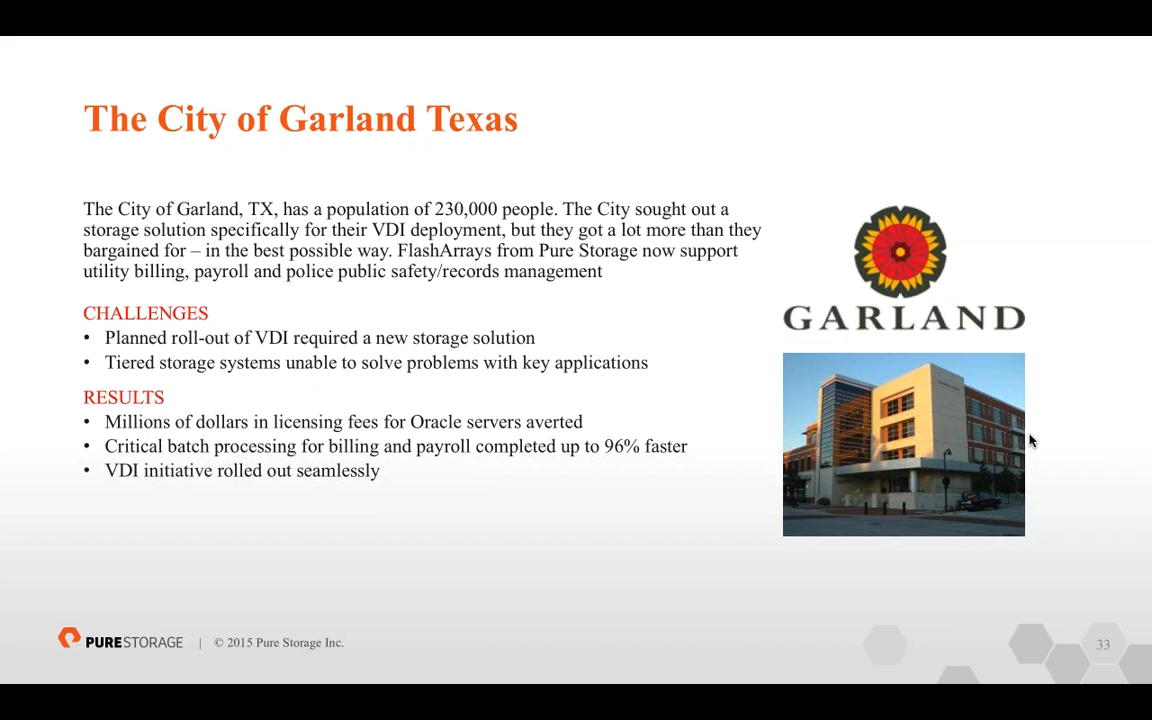 The City of Garland Texas
The City of Garland, TX, has a population of 230,000 people. The City sought out a
storage solution specifically for their VDI deployment, but they got a lot more than they
bargained for – in the best possible way. FlashArrays from Pure Storage now support
utility billing, payroll and police public safety/records management
CHALLENGES
• Planned roll-out of VDI required a new storage solution
• Tiered storage systems unable to solve problems with key applications
RESULTS
• Millions of dollars in licensing fees for Oracle servers averted
• Critical batch processing for billing and payroll completed up to 96% faster
• VDI initiative rolled out seamlessly
GARLAND
PURESTORAGE | © 2015 Pure Storage Inc.
33